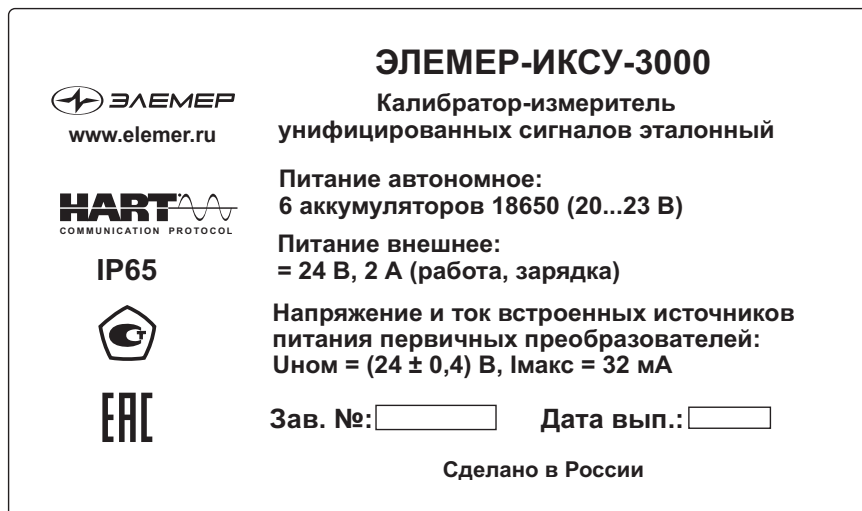 ЭЛЕМЕР-ИКСУ-3000
ЭЛЕМЕР
www.elemer.ru
Калибратор-измеритель
унифицированных сигналов эталонный
HART
COMMUNICATION PROTOCOL
IP65
Питание автономное:
6 аккумуляторов 18650 (20...23 В)
Питание внешнее:
= 24 В, 2 А (работа, зарядка)
Напряжение и ток встроенных источников
питания первичных преобразователей:
Uном = (24 ± 0,4) В, Iмакс = 32 мА
EAC
Зав. №:
Дата вып.:
Сделано в России